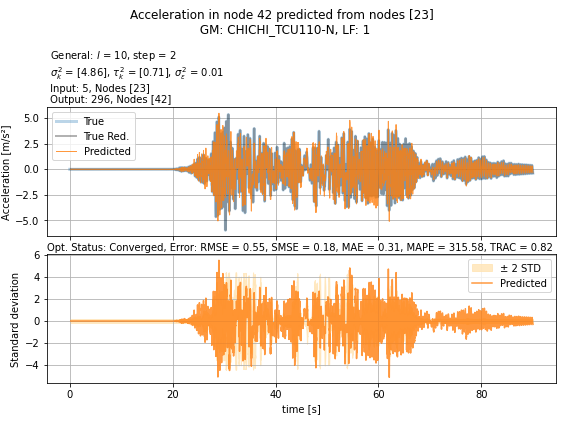 Acceleration in node 42 predicted from nodes [23]
GM: CHICHI_TCU110-N, LF: 1
General: l = 10, step = 2
σ²ₖ = [4.86], τ²ₖ = [0.71], σ²ε = 0.01
Input: 5, Nodes [23]
Output: 296, Nodes [42]
5.0
2.5
0.0
−2.5
−5.0
Acceleration [m/s²]
True
True Red.
Predicted
Opt. Status: Converged, Error: RMSE = 0.55, SMSE = 0.18, MAE = 0.31, MAPE = 315.58, TRAC = 0.82
6
4
2
0
−2
−4
Standard deviation
± 2 STD
Predicted
0 20 40 60 80
time [s]